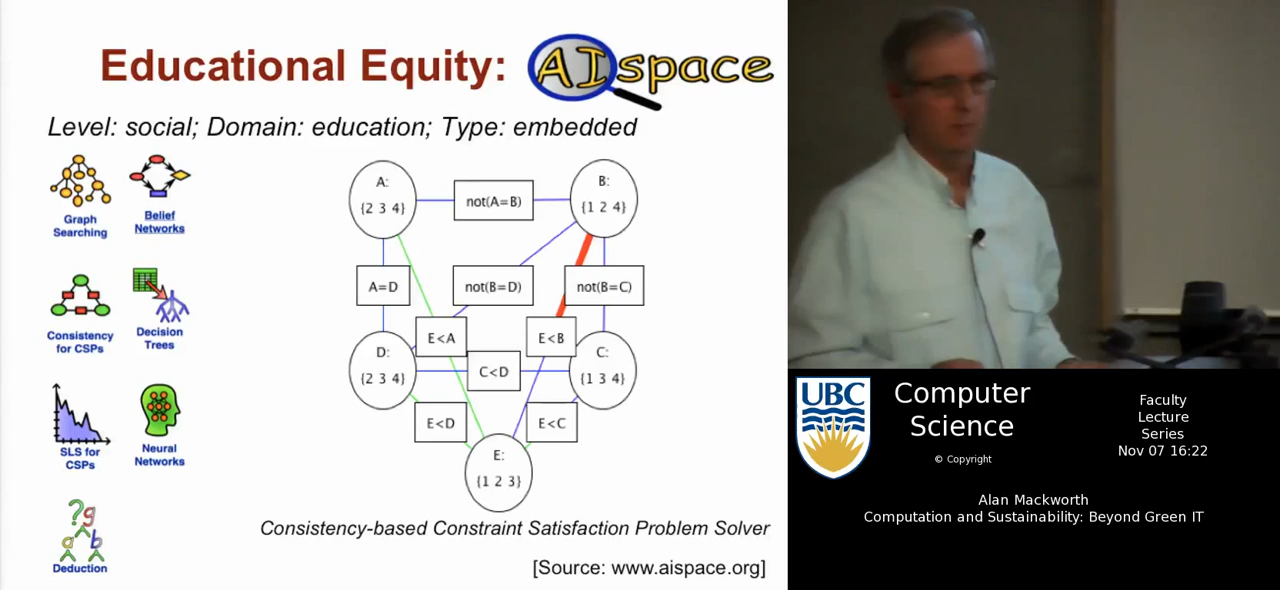 Educational Equity: AIspace
Level: social; Domain: education; Type: embedded
Graph
Searching
Belief
Networks
Consistency
for CSPs
Decision
Trees
SLS for
CSPs
Neural
Networks
?g
a b
Deduction
A:
{2 3 4}
not(A=B)
B:
{1 2 4}
A=D
not(B=D)
not(B=C)
E<A
E<B
D:
{2 3 4}
C<D
C:
{1 3 4}
E<D
E<C
E:
{1 2 3}
Consistency-based Constraint Satisfaction Problem Solver
[Source: www.aispace.org]
UBC
Computer
Science
© Copyright
Faculty
Lecture
Series
Nov 07 16:22
Alan Mackworth
Computation and Sustainability: Beyond Green IT